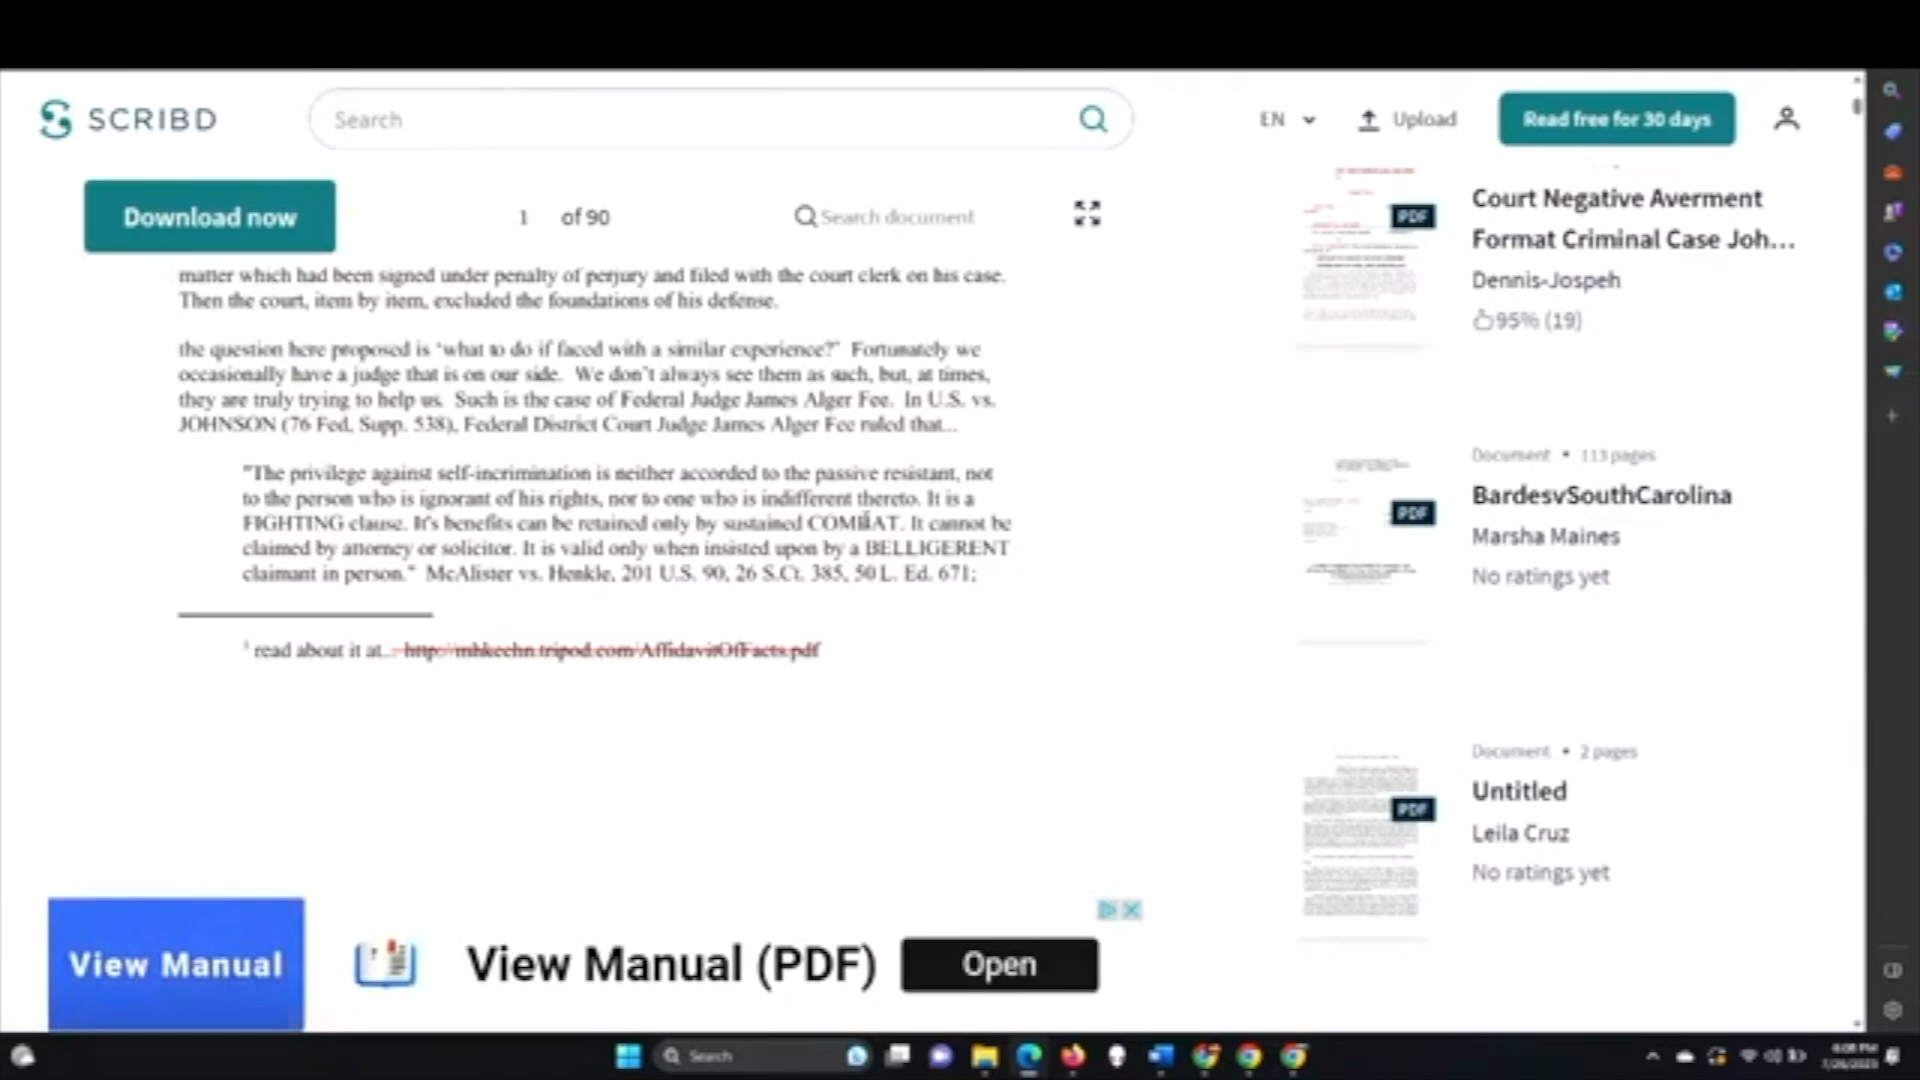 SCRIBD
Search
EN
Upload
Read free for 30 days
Download now
1 of 90
Search document
matter which had been signed under penalty of perjury and filed with the court clerk on his case.
Then the court, item by item, excluded the foundations of his defense.
the question here proposed is 'what to do if faced with a similar experience?' Fortunately we
occasionally have a judge that is on our side. We don't always see them as such, but, at times,
they are truly trying to help us. Such is the case of Federal Judge James Alger Fee. In U.S. vs.
JOHNSON (76 Fed, Supp. 538), Federal District Court Judge James Alger Fee ruled that...
"The privilege against self-incrimination is neither accorded to the passive resistant, not
to the person who is ignorant of his rights, nor to one who is indifferent thereto. It is a
FIGHTING clause. It's benefits can be retained only by sustained COMBAT. It cannot be
claimed by attorney or solicitor. It is valid only when insisted upon by a BELLIGERENT
claimant in person." McAlister vs. Henkle, 201 U.S. 90, 26 S.Ct. 385, 50 L. Ed. 671;
1 read about it at... http://mhkeehn.tripod.com/AffidavitOfFacts.pdf
PDF
Court Negative Averment
Format Criminal Case Joh...
Dennis-Jospeh
95% (19)
Document • 113 pages
PDF
BardesvSouthCarolina
Marsha Maines
No ratings yet
Document • 2 pages
PDF
Untitled
Leila Cruz
No ratings yet
View Manual
View Manual (PDF)
Open
Search